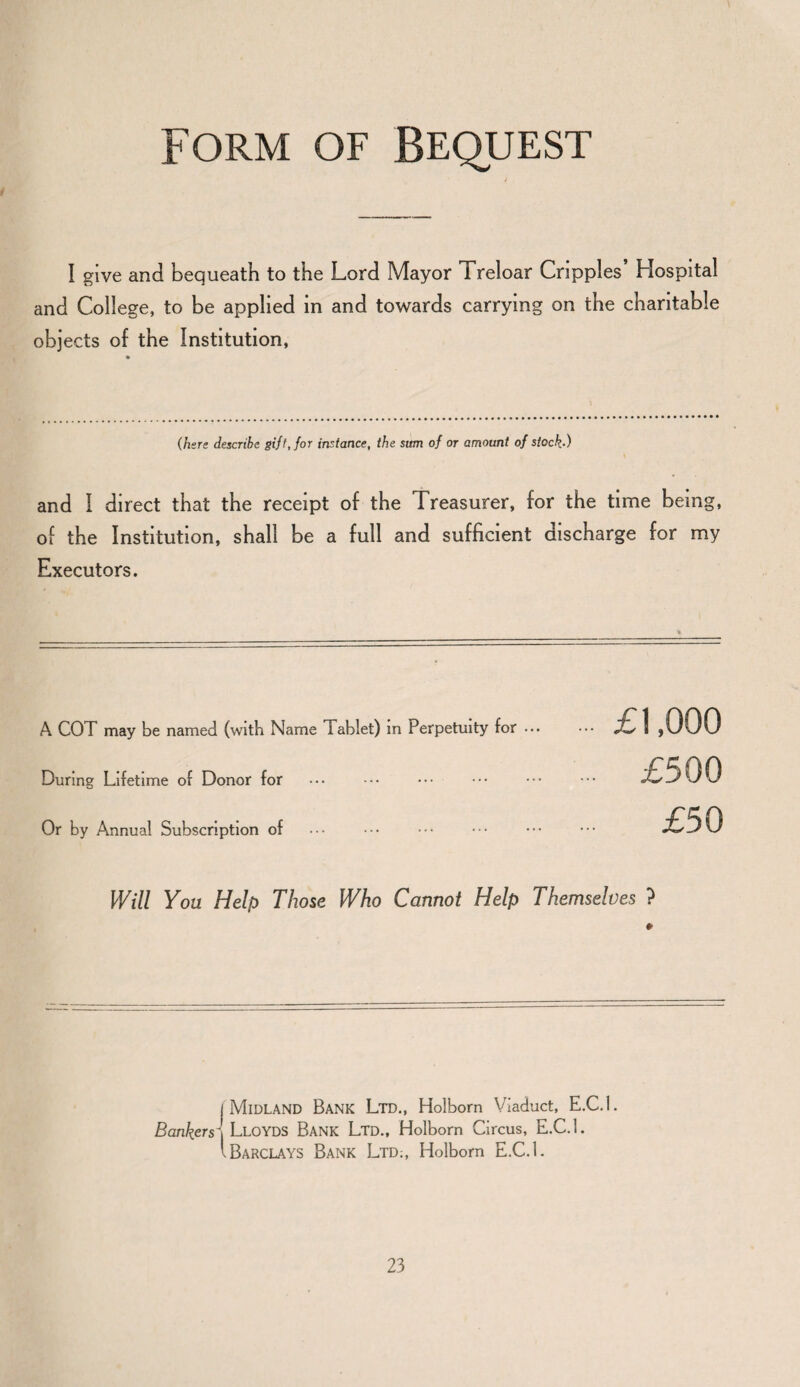 FORM OF BEQUEST
I give and bequeath to the Lord Mayor Treloar Cripples' Hospital
and College, to be applied in and towards carrying on the charitable
objects of the Institution,
(here describe gift, for instance, the sum of or amount of stock.)
and I direct that the receipt of the Treasurer, for the time being,
of the Institution, shall be a full and sufficient discharge for my
Executors.
A COT may be named (with Name Tablet) in Perpetuity for ... ... £1,000
During Lifetime of Donor for ... ... ... ... ... ... £500
Or by Annual Subscription of ... ... ... ... ... ... £50
Will You Help Those Who Cannot Help Themselves ?
MIDLAND BANK LTD., Holborn Viaduct, E.C.1.
Bankers LLOYDS BANK LTD., Holborn Circus, E.C.1.
BARCLAYS BANK LTD., Holborn E.C.1.
23